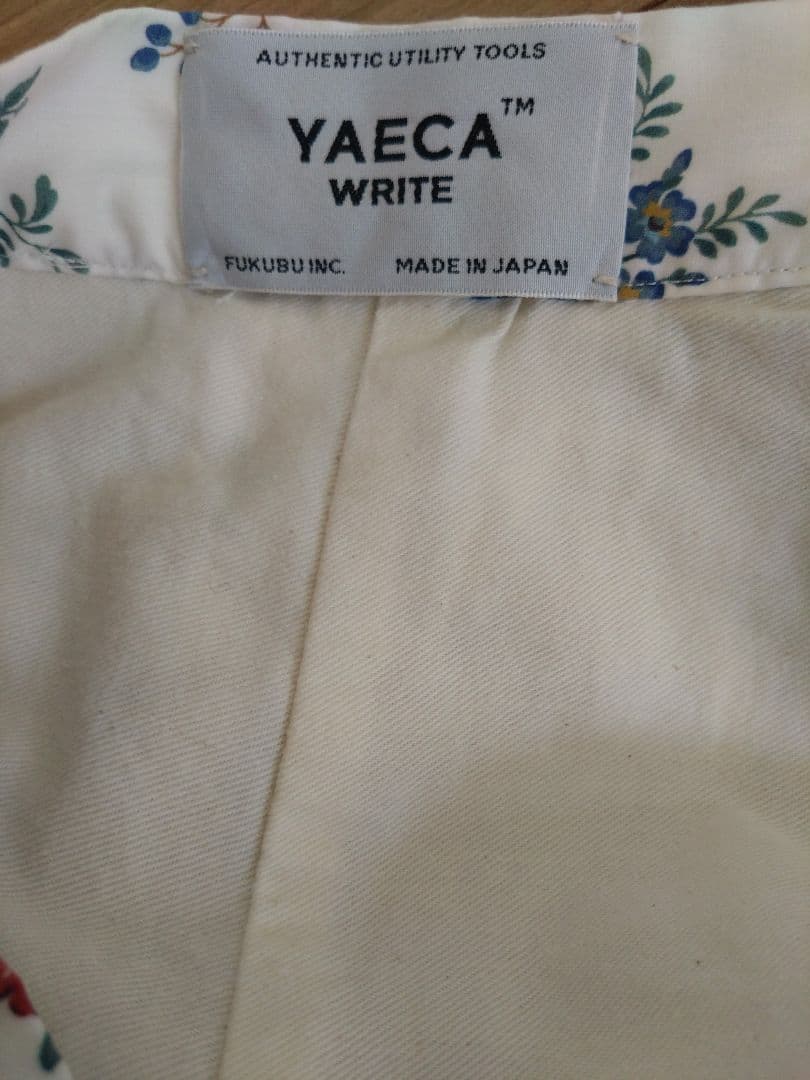 AUTHENTIC UTILITY TOOLS
YAECA™
WRITE
FUKUBU INC. MADE IN JAPAN